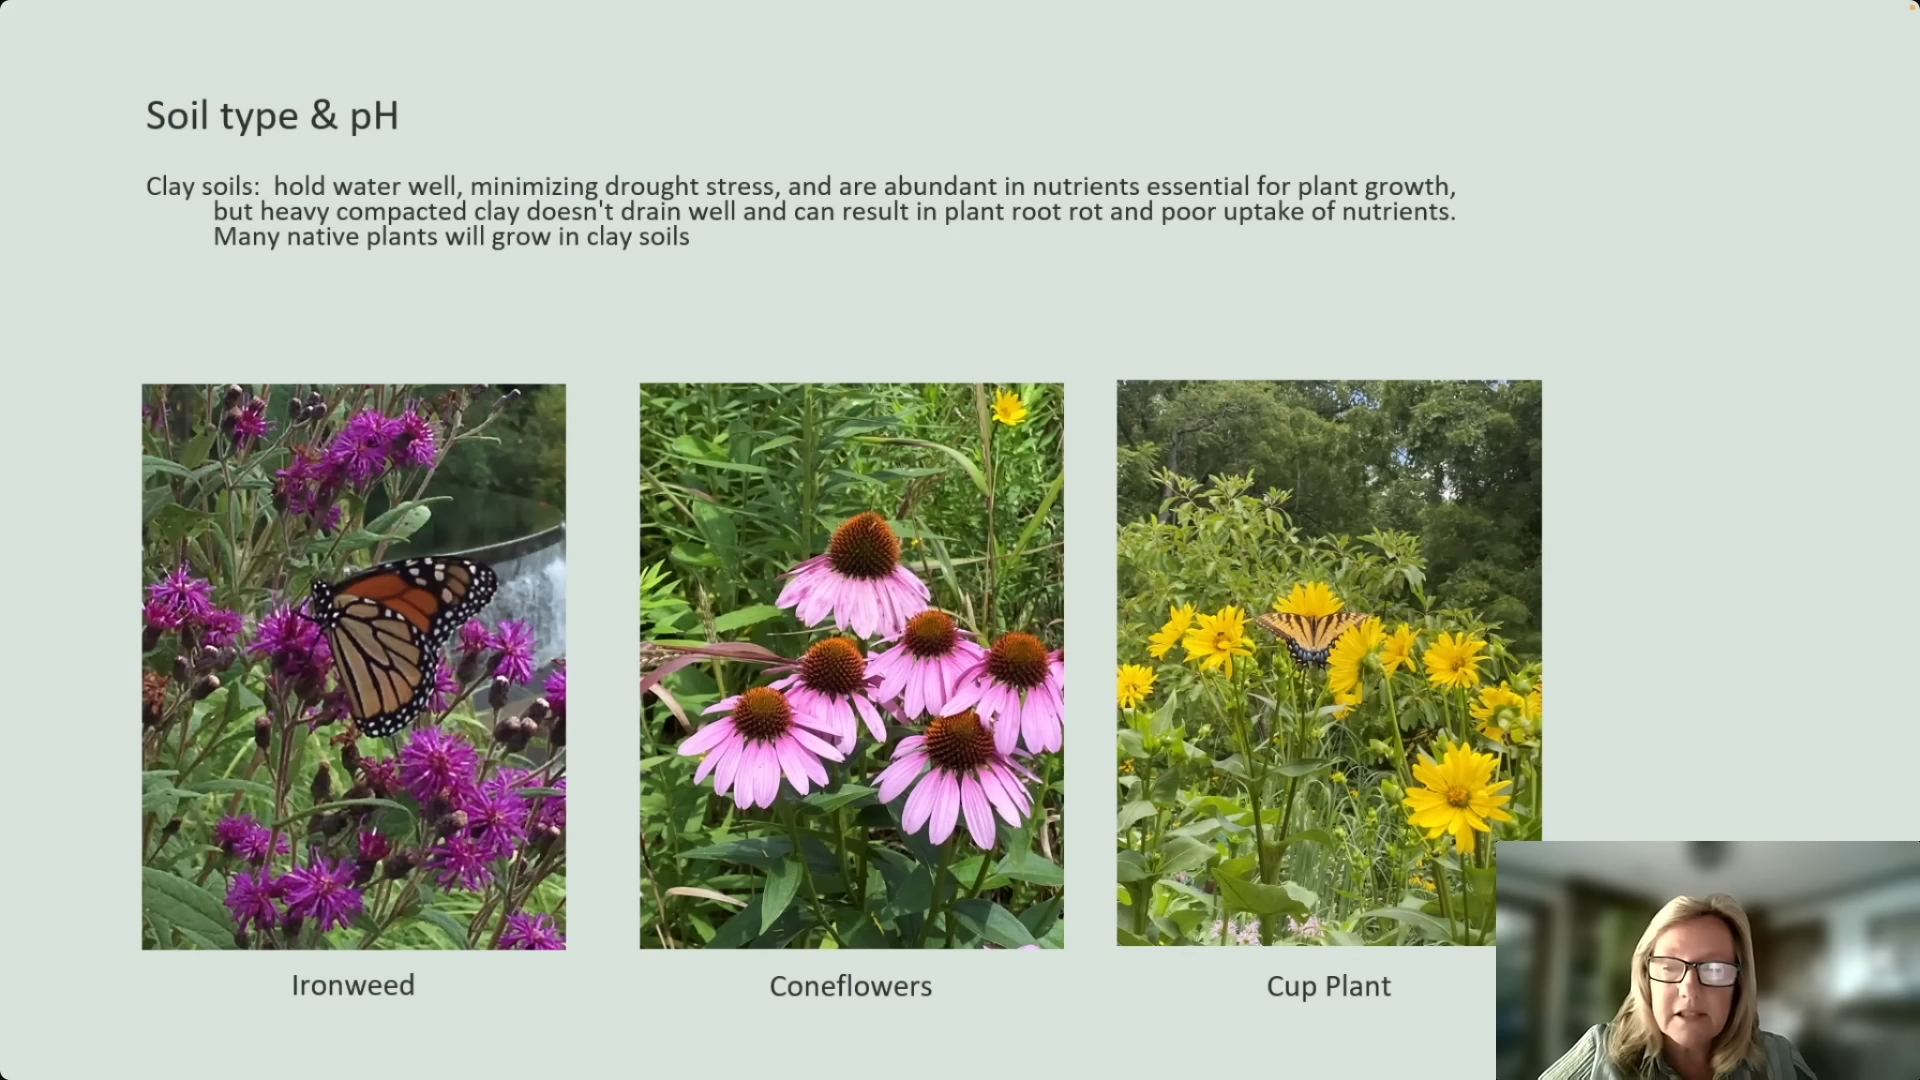 Soil type & pH
Clay soils:  hold water well, minimizing drought stress, and are abundant in nutrients essential for plant growth,
but heavy compacted clay doesn't drain well and can result in plant root rot and poor uptake of nutrients.
Many native plants will grow in clay soils
Ironweed
Coneflowers
Cup Plant